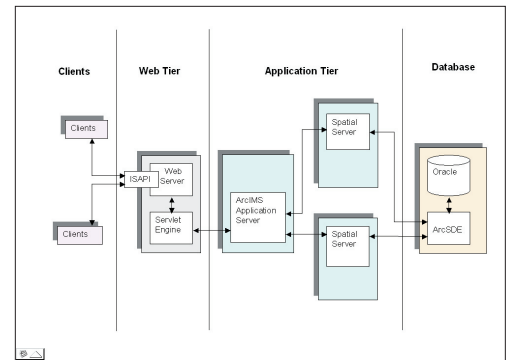 Clients
Web Tier
Application Tier
Database
Clients
Clients
ISAPI
Web
Server
Servlet
Engine
ArcIMS
Application
Server
Spatial
Server
Spatial
Server
Oracle
ArcSDE